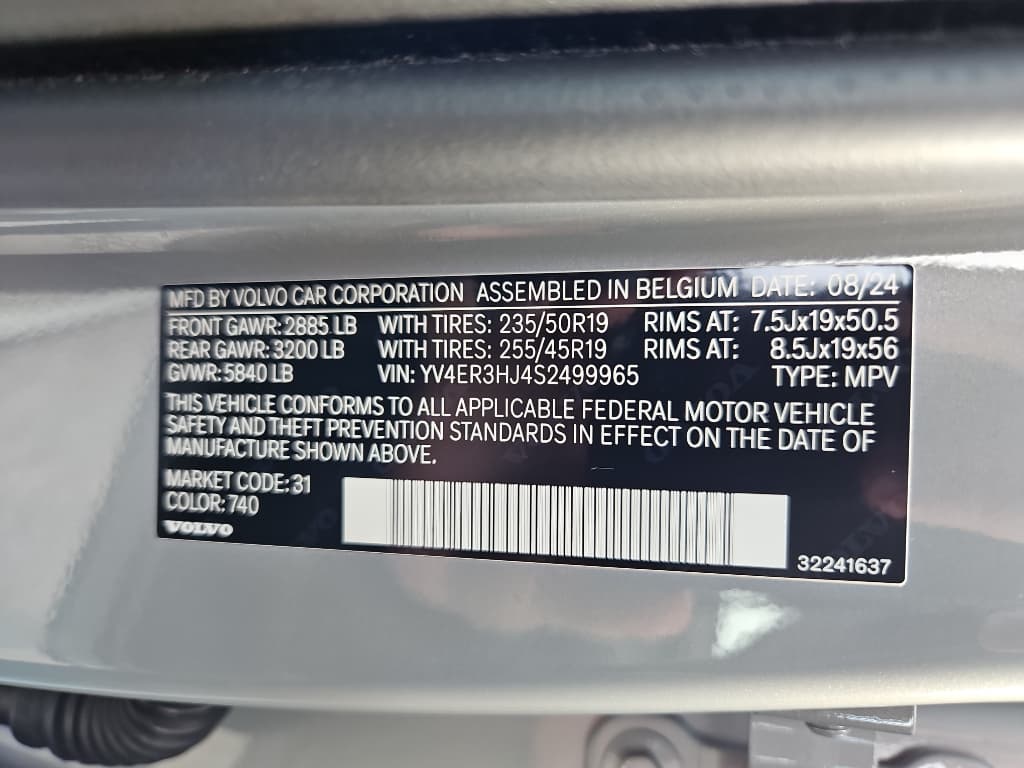 MFD BY VOLVO CAR CORPORATION ASSEMBLED IN BELGIUM DATE: 08/24
FRONT GAWR: 2885 LB WITH TIRES: 235/50R19 RIMS AT: 7.5Jx19x50.5
REAR GAWR: 3200 LB WITH TIRES: 255/45R19 RIMS AT: 8.5Jx19x56
GVWR: 5840 LB VIN: YV4ER3HJ4S2499965 TYPE: MPV
THIS VEHICLE CONFORMS TO ALL APPLICABLE FEDERAL MOTOR VEHICLE
SAFETY AND THEFT PREVENTION STANDARDS IN EFFECT ON THE DATE OF
MANUFACTURE SHOWN ABOVE.
MARKET CODE: 31
COLOR: 740
VOLVO
32241637